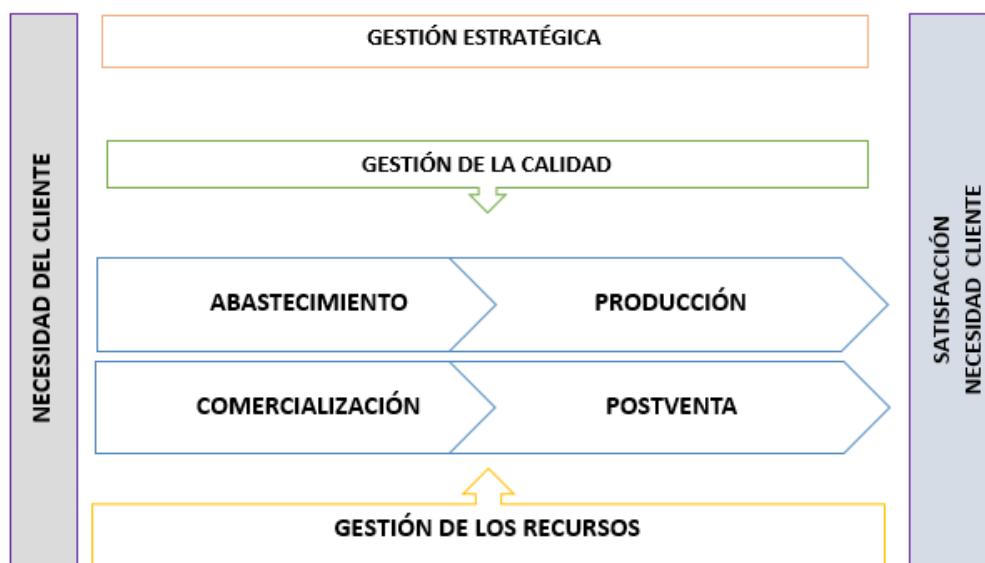 GESTIÓN ESTRATÉGICA
NECESIDAD DEL CLIENTE
GESTIÓN DE LA CALIDAD
ABASTECIMIENTO
PRODUCCIÓN
COMERCIALIZACIÓN
POSTVENTA
GESTIÓN DE LOS RECURSOS
SATISFACCIÓN
NECESIDAD CLIENTE